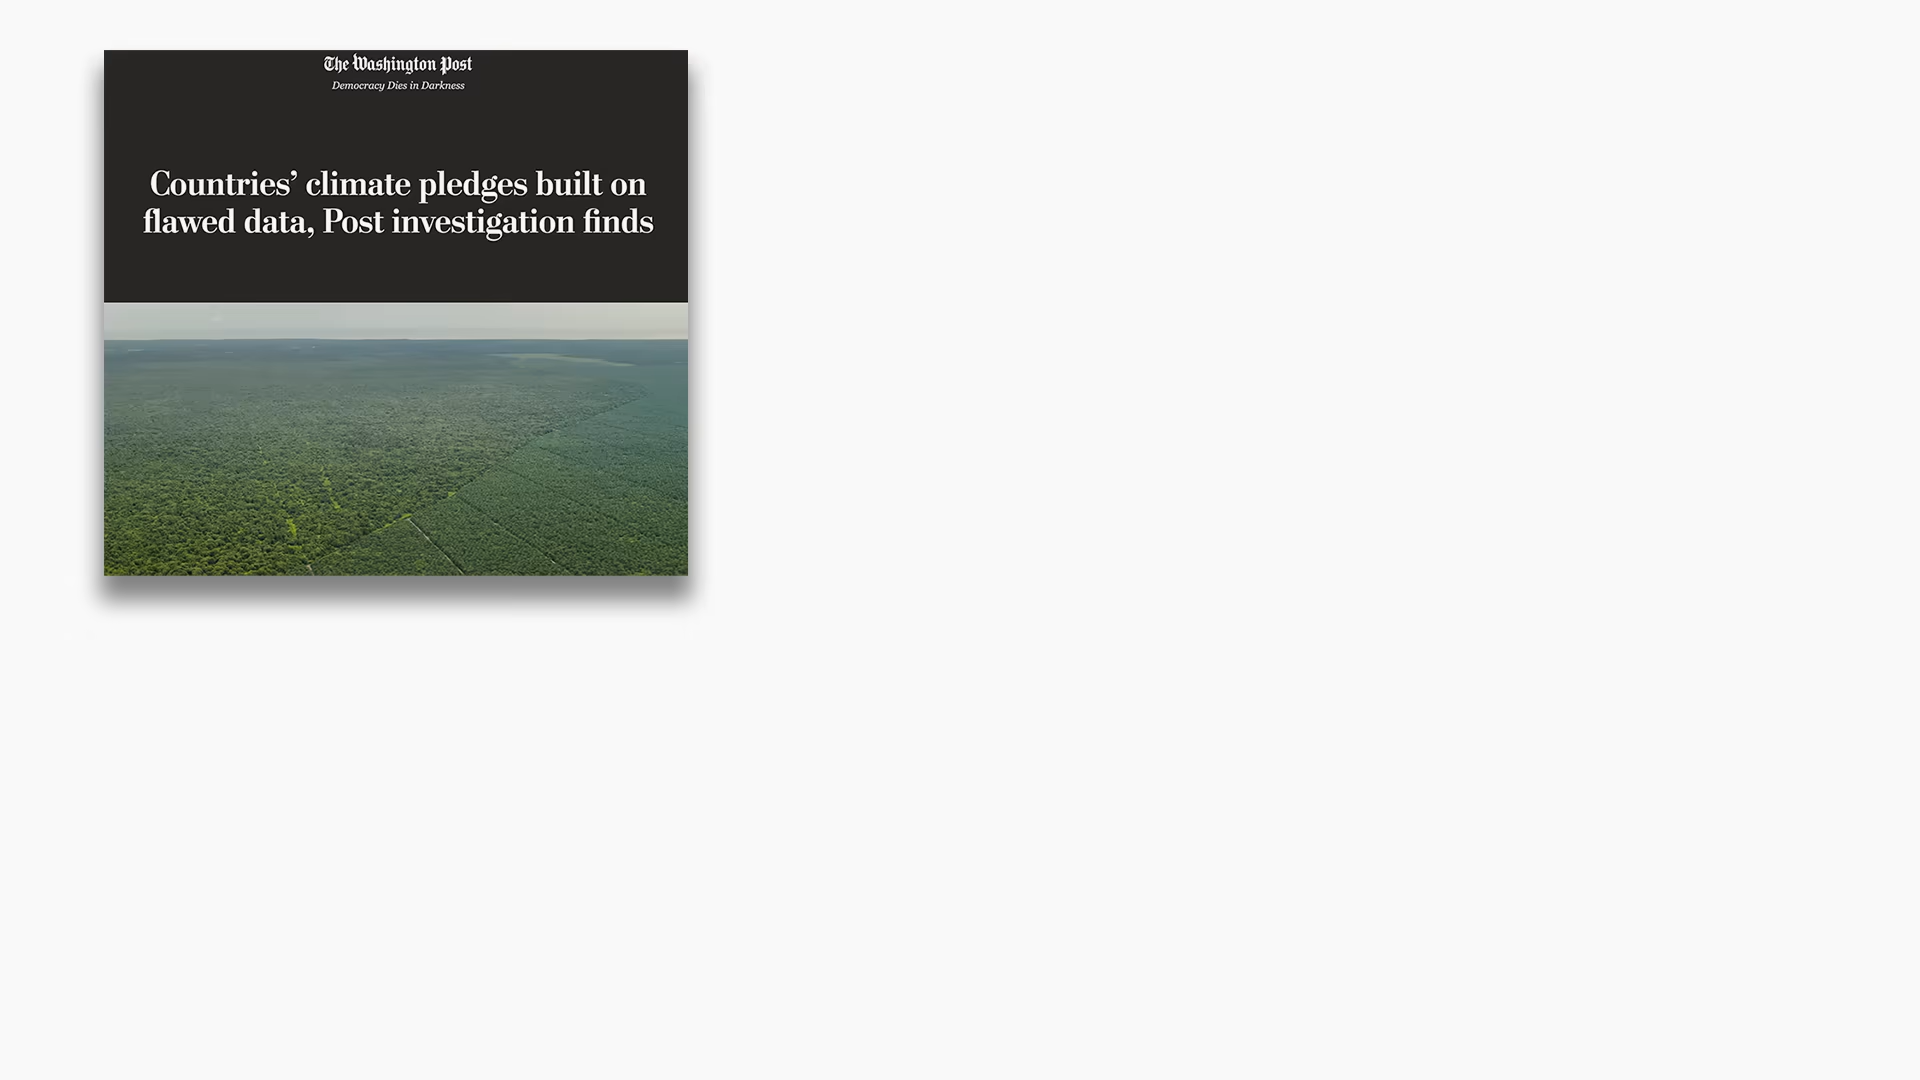 The Washington Post
Democracy Dies in Darkness
Countries’ climate pledges built on
flawed data, Post investigation finds